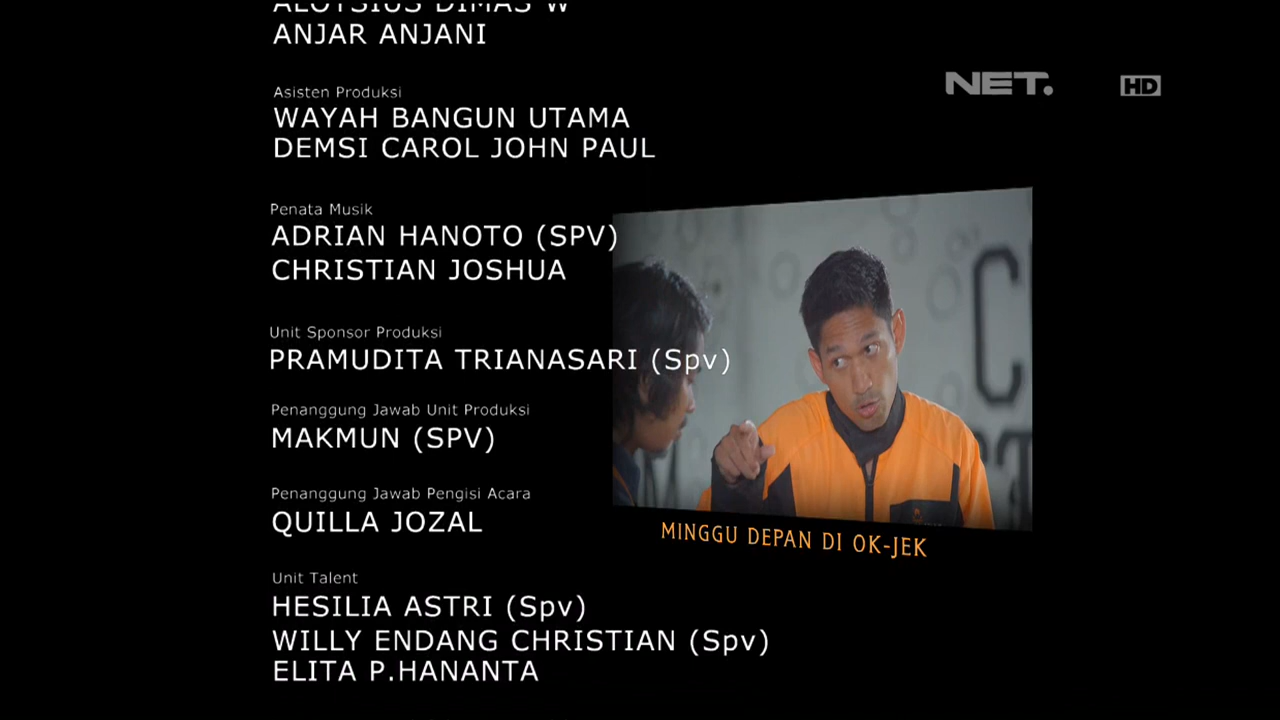 ALOYSIUS DIMAS W
ANJAR ANJANI
NET.
HD
Asisten Produksi
WAYAH BANGUN UTAMA
DEMSI CAROL JOHN PAUL
Penata Musik
ADRIAN HANOTO (SPV)
CHRISTIAN JOSHUA
Unit Sponsor Produksi
PRAMUDITA TRIANASARI (Spv)
Penanggung Jawab Unit Produksi
MAKMUN (SPV)
Penanggung Jawab Pengisi Acara
QUILLA JOZAL
MINGGU DEPAN DI OK-JEK
Unit Talent
HESILIA ASTRI (Spv)
WILLY ENDANG CHRISTIAN (Spv)
ELITA P.HANANTA